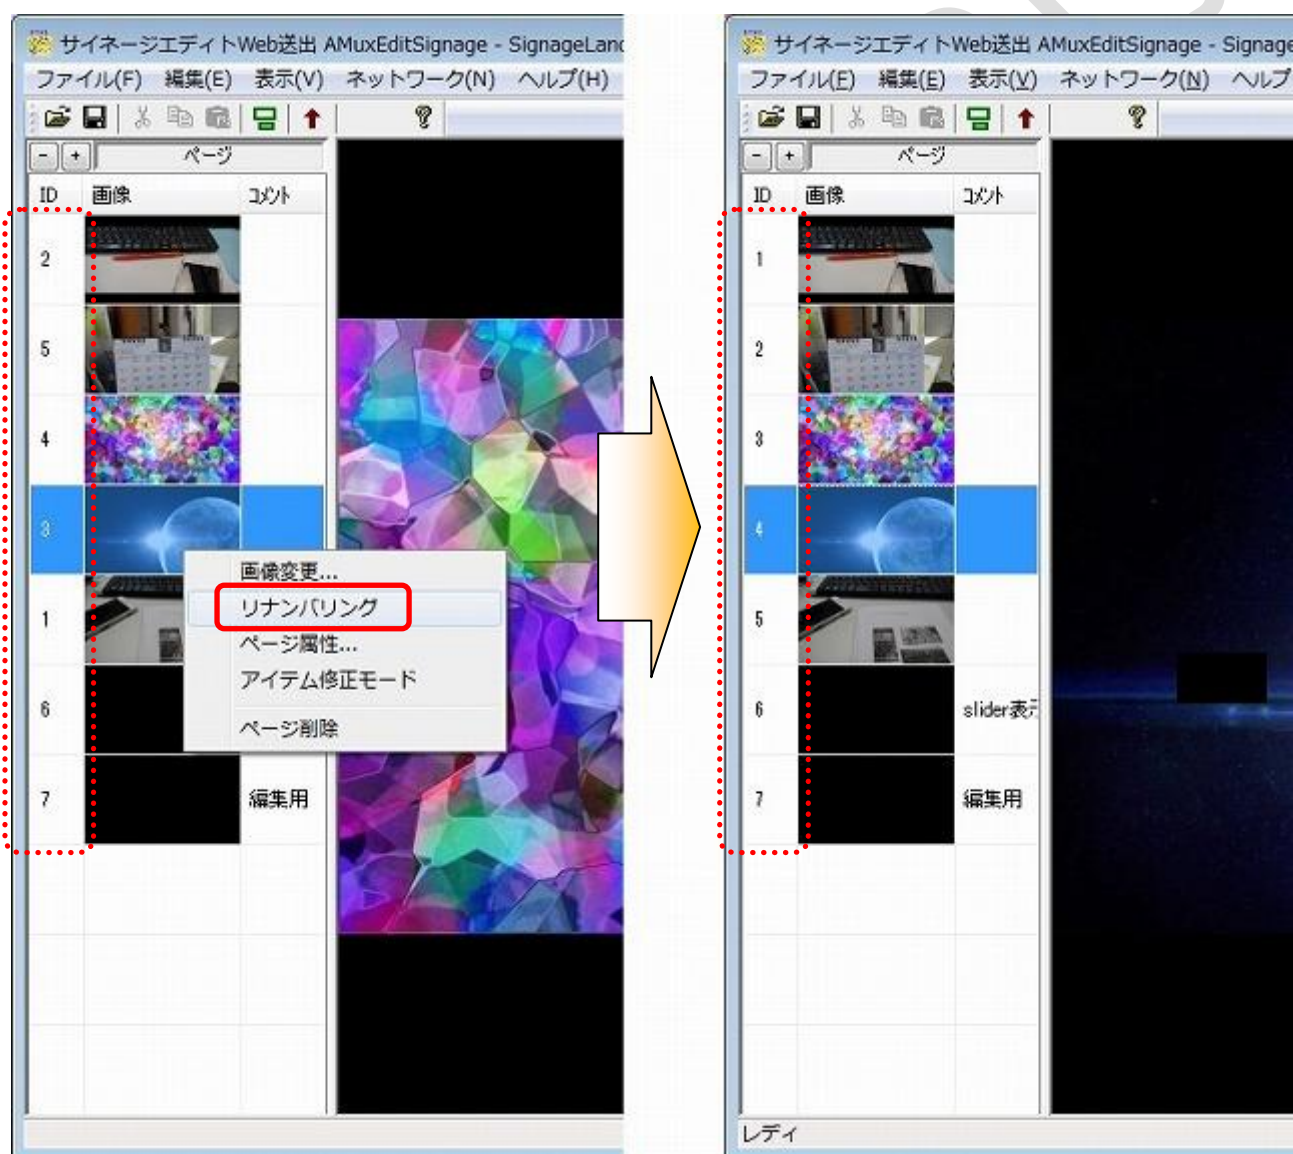 サイネージエディトWeb送出 AMuxEditSignage - SignageLand
ファイル(F) 編集(E) 表示(V) ネットワーク(N) ヘルプ(H)
- + ページ
ID 画像 コメント
2
5
4
3
1
6
7 編集用
画像変更...
リナンバリング
ページ属性...
アイテム修正モード
ページ削除
サイネージエディトWeb送出 AMuxEditSignage - Signage
ファイル(F) 編集(E) 表示(V) ネットワーク(N) ヘルプ
- + ページ
ID 画像 コメント
1
2
3
4
5
6 slider表示
7 編集用
レディ